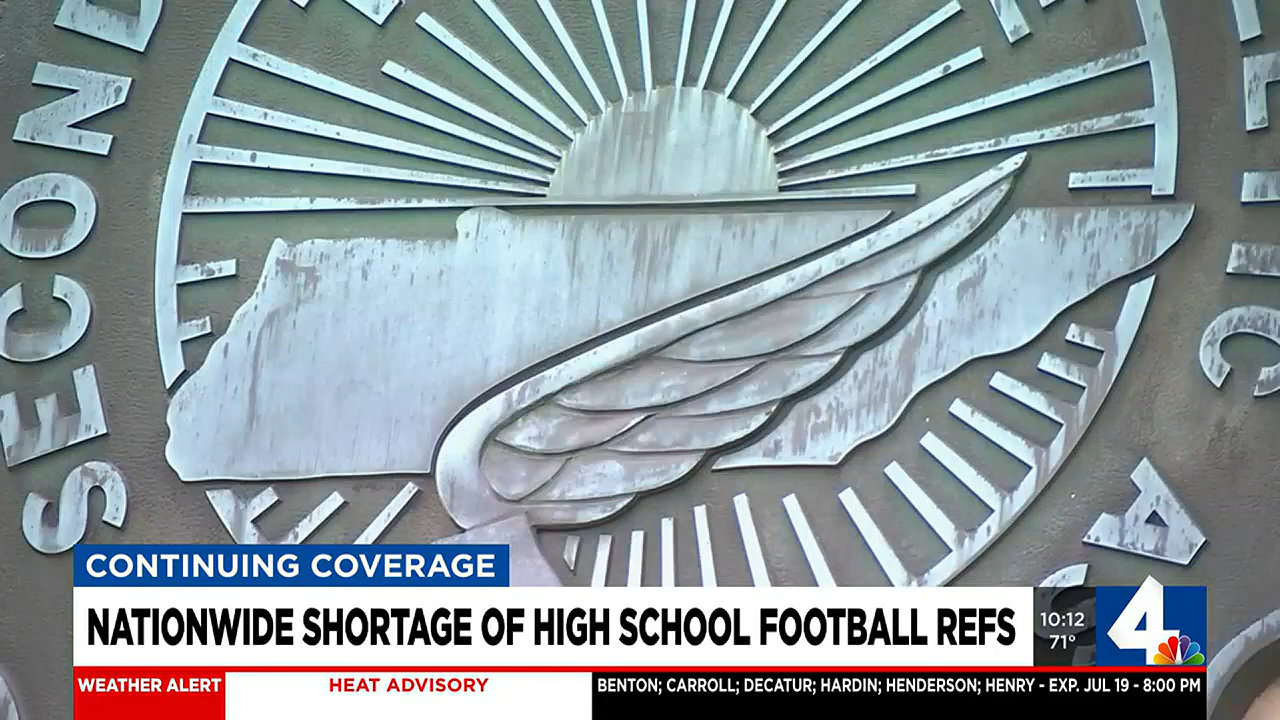 SECOND
CONTINUING COVERAGE
NATIONWIDE SHORTAGE OF HIGH SCHOOL FOOTBALL REFS
10:12
71°
4
WEATHER ALERT
HEAT ADVISORY
BENTON; CARROLL; DECATUR; HARDIN; HENDERSON; HENRY - EXP. JUL 19 - 8:00 PM